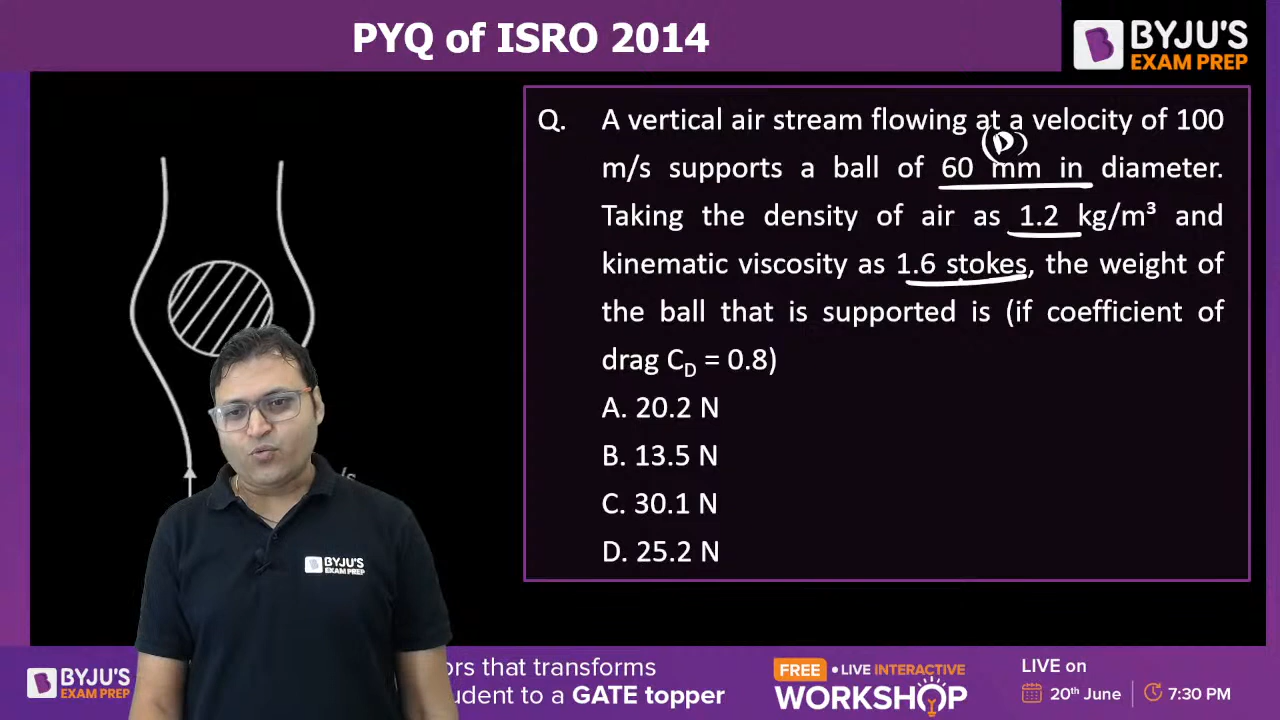 PYQ of ISRO 2014
BYJU'S
EXAM PREP
Q. A vertical air stream flowing at a velocity of 100
(D)
m/s supports a ball of 60 mm in diameter.
Taking the density of air as 1.2 kg/m³ and
kinematic viscosity as 1.6 stokes, the weight of
the ball that is supported is (if coefficient of
drag C_D = 0.8)
A. 20.2 N
B. 13.5 N
C. 30.1 N
D. 25.2 N
/s
BYJU'S
EXAM PREP
BYJU'S
EXAM PREP
ors that transforms
udent to a GATE topper
FREE • LIVE INTERACTIVE
WORKSHOP
LIVE on
20th June | 7:30 PM